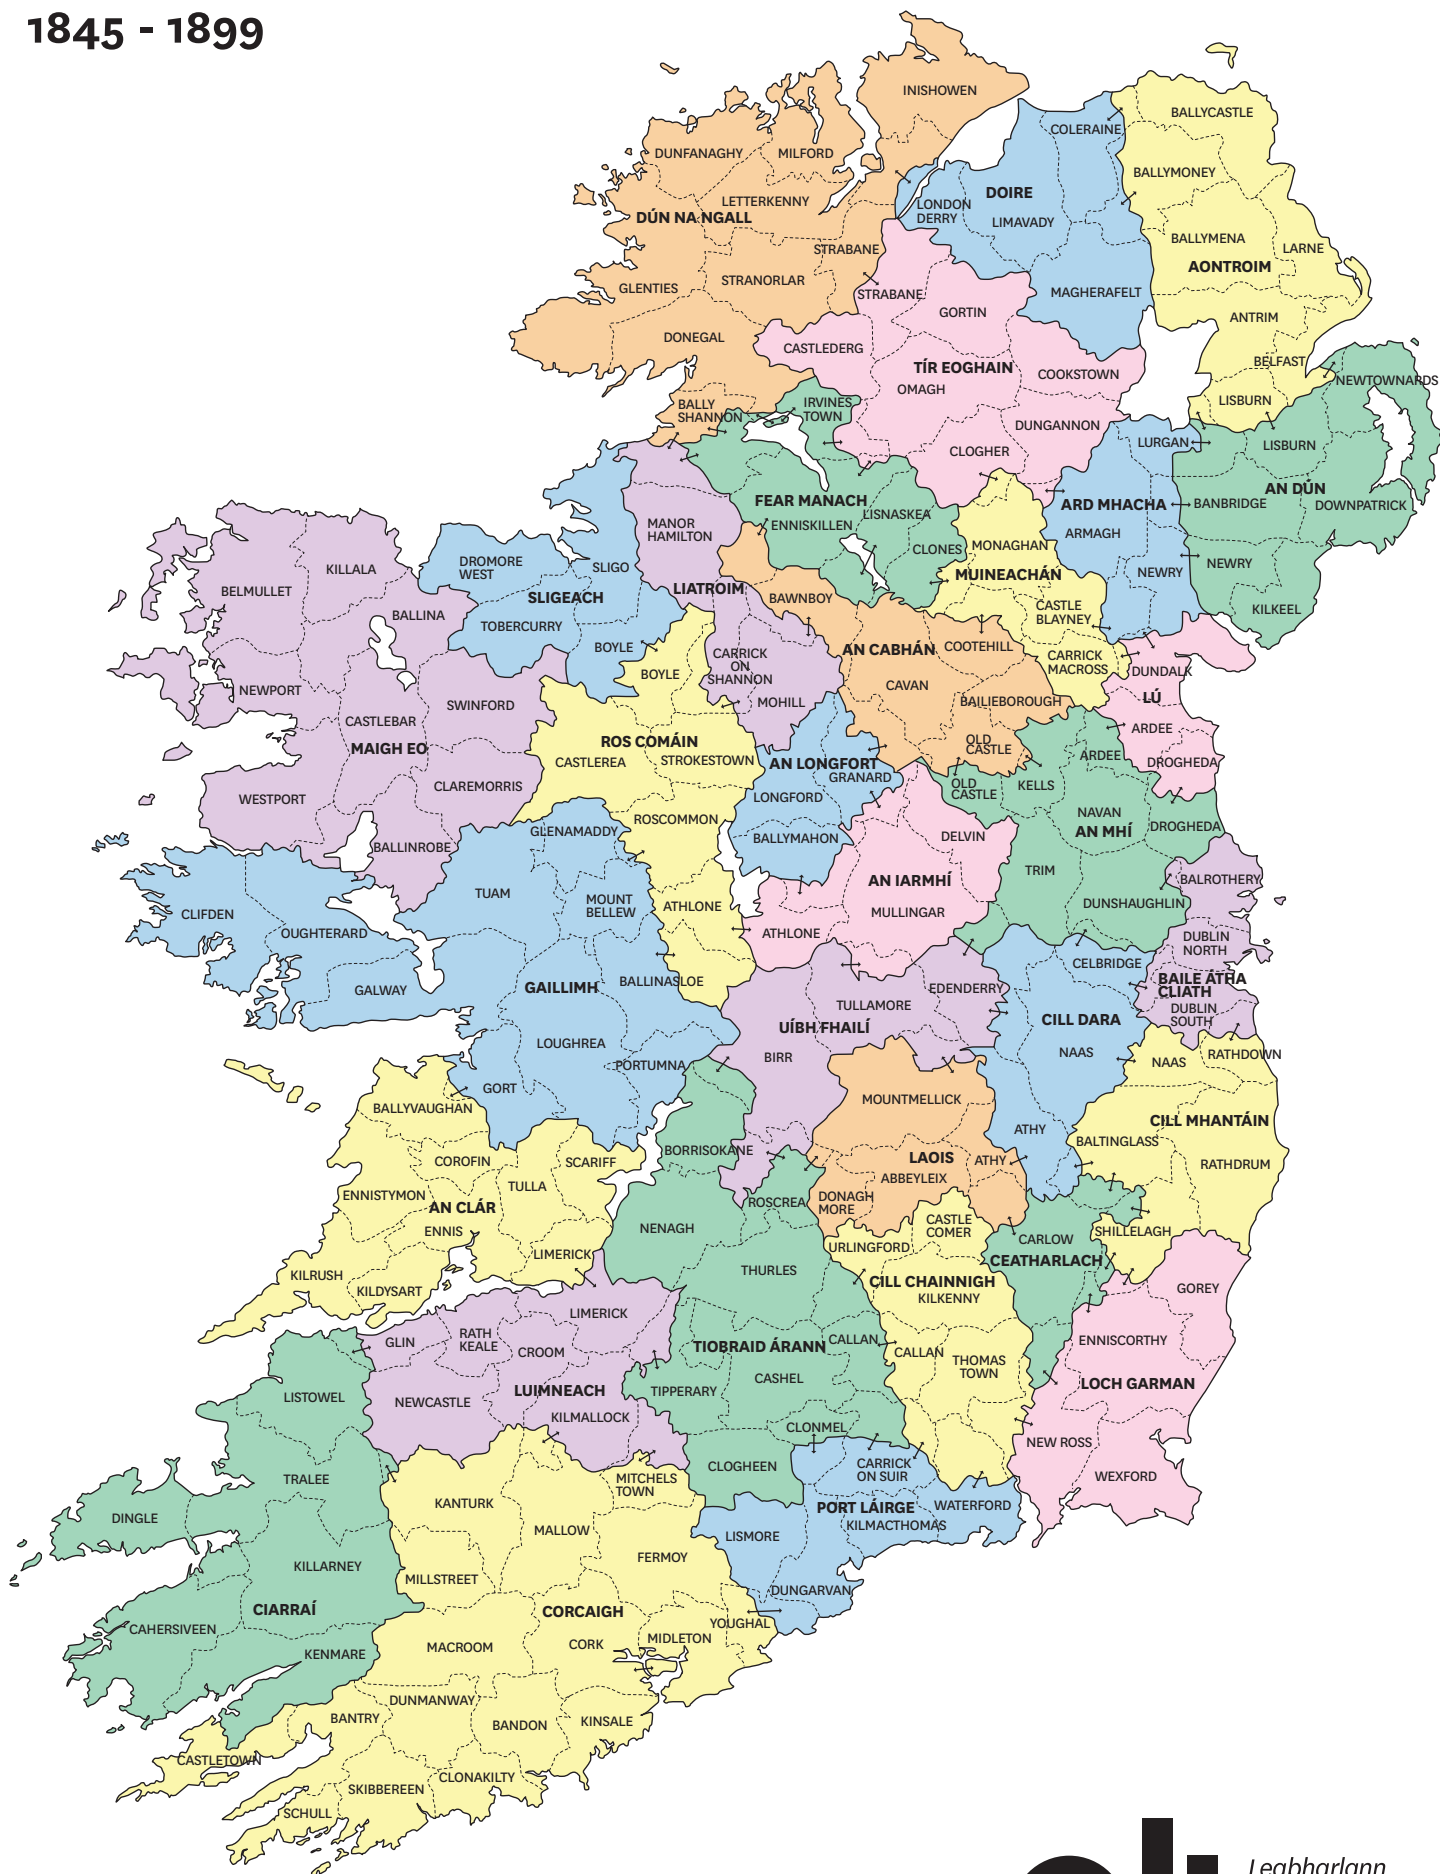 1845 - 1899
INISHOWEN
BALLYCASTLE
COLERAINE
DUNFANAGHY
MILFORD
BALLYMONEY
DOIRE
LETTERKENNY
LONDON
DERRY
DÚN NA NGALL
LIMAVADY
BALLYMENA
LARNE
STRABANE
AONTROIM
STRANORLAR
GLENTIES
STRABANE
MAGHERAFELT
GORTIN
ANTRIM
DONEGAL
CASTLEDERG
BELFAST
TÍR EOGHAIN
COOKSTOWN
NEWTOWNARDS
OMAGH
LISBURN
BALLY
SHANNON
IRVINES
TOWN
DUNGANNON
LURGAN
LISBURN
CLOGHER
AN DÚN
FEAR MANACH
ARD MHACHA
BANBRIDGE
DOWNPATRICK
LISNASKEA
MANOR
HAMILTON
ENNISKILLEN
ARMAGH
MONAGHAN
CLONES
DROMORE
WEST
SLIGO
KILLALA
NEWRY
NEWRY
MUINEACHÁN
BELMULLET
LIATROIM
SLIGEACH
BAWNBOY
KILKEEL
BALLINA
CASTLE
BLAYNEY
TOBERCURRY
BOYLE
AN CABHÁN
COOTEHILL
CARRICK
ON
SHANNON
CARRICK
MACROSS
BOYLE
DUNDALK
CAVAN
NEWPORT
LÚ
MOHILL
BAILIEBOROUGH
SWINFORD
CASTLEBAR
ARDEE
ROS COMÁIN
OLD
CASTLE
MAIGH EO
ARDEE
CASTLEREA
STROKESTOWN
AN LONGFORT
DROGHEDA
GRANARD
OLD
CASTLE
KELLS
CLAREMORRIS
LONGFORD
WESTPORT
NAVAN
ROSCOMMON
DROGHEDA
GLENAMADDY
AN MHÍ
BALLYMAHON
DELVIN
BALLINROBE
TRIM
AN IARMHÍ
BALROTHERY
TUAM
MOUNT
BELLEW
DUNSHAUGHLIN
ATHLONE
CLIFDEN
MULLINGAR
OUGHTERARD
ATHLONE
DUBLIN
NORTH
CELBRIDGE
BALLINASLOE
BAILE ÁTHA
CLIATH
GALWAY
GAILLIMH
EDENDERRY
TULLAMORE
DUBLIN
SOUTH
CILL DARA
UÍBH FHAILÍ
LOUGHREA
NAAS
BIRR
RATHDOWN
PORTUMNA
NAAS
GORT
MOUNTMELLICK
BALLYVAUGHAN
CILL MHANTÁIN
ATHY
BALTINGLASS
BORRISOKANE
LAOIS
COROFIN
SCARIFF
ATHY
RATHDRUM
ABBEYLEIX
TULLA
ENNISTYMON
DONAGH
MORE
ROSCREA
AN CLÁR
NENAGH
CASTLE
COMER
ENNIS
SHILLELAGH
CARLOW
URLINGFORD
LIMERICK
CEATHARLACH
THURLES
KILRUSH
CILL CHAINNIGH
GOREY
KILDYSART
KILKENNY
LIMERICK
GLIN
RATH
KEALE
CALLAN
ENNISCORTHY
TIOBRAID ÁRANN
CROOM
CALLAN
THOMAS
TOWN
CASHEL
LUIMNEACH
TIPPERARY
LOCH GARMAN
LISTOWEL
NEWCASTLE
KILMALLOCK
CLONMEL
NEW ROSS
CLOGHEEN
CARRICK
ON SUIR
TRALEE
MITCHELS
TOWN
WEXFORD
KANTURK
WATERFORD
PORT LÁIRGE
DINGLE
KILMACTHOMAS
MALLOW
LISMORE
FERMOY
KILLARNEY
MILLSTREET
DUNGARVAN
CIARRAÍ
CORCAIGH
YOUGHAL
CAHERSIVEEN
MIDLETON
CORK
MACROOM
KENMARE
DUNMANWAY
BANTRY
BANDON
KINSALE
CASTLETOWN
CLONAKILTY
SKIBBEREEN
SCHULL
Leabharlann